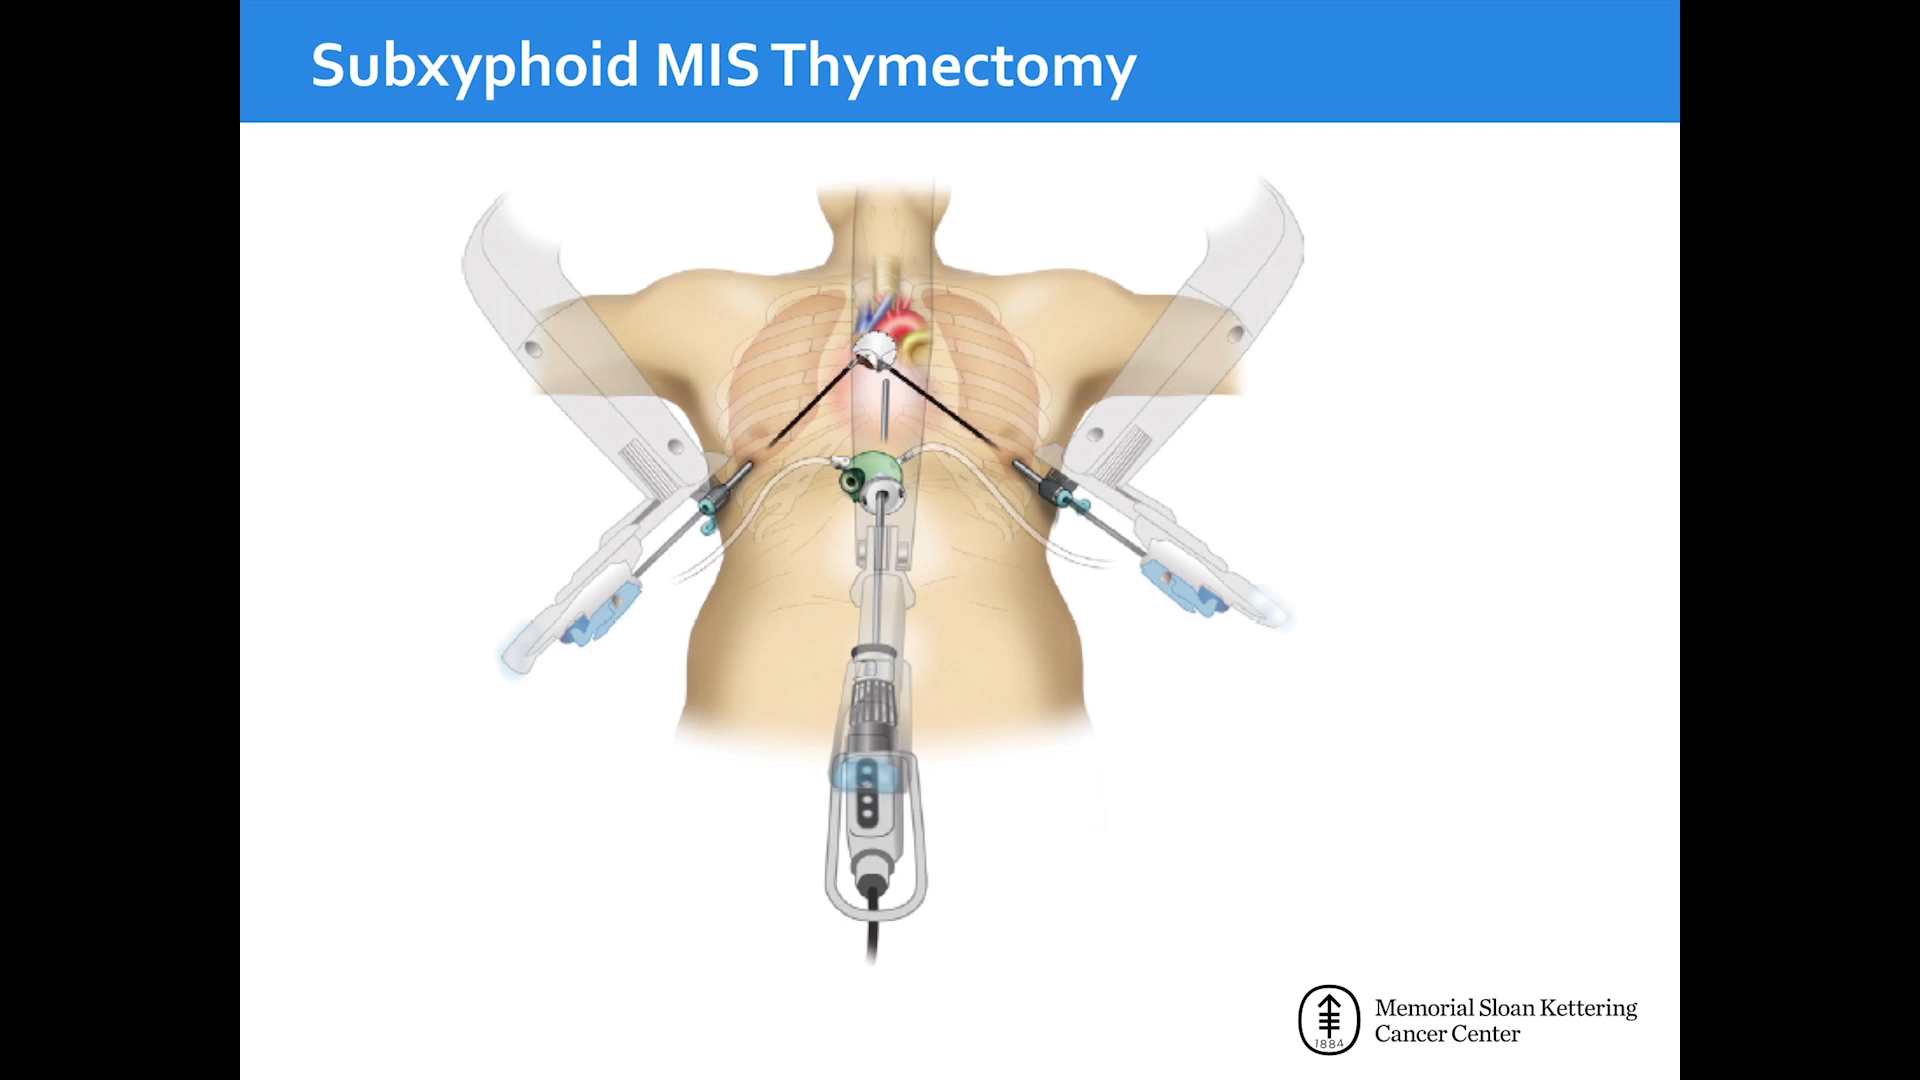 Subxyphoid MIS Thymectomy
Memorial Sloan Kettering
Cancer Center
1884